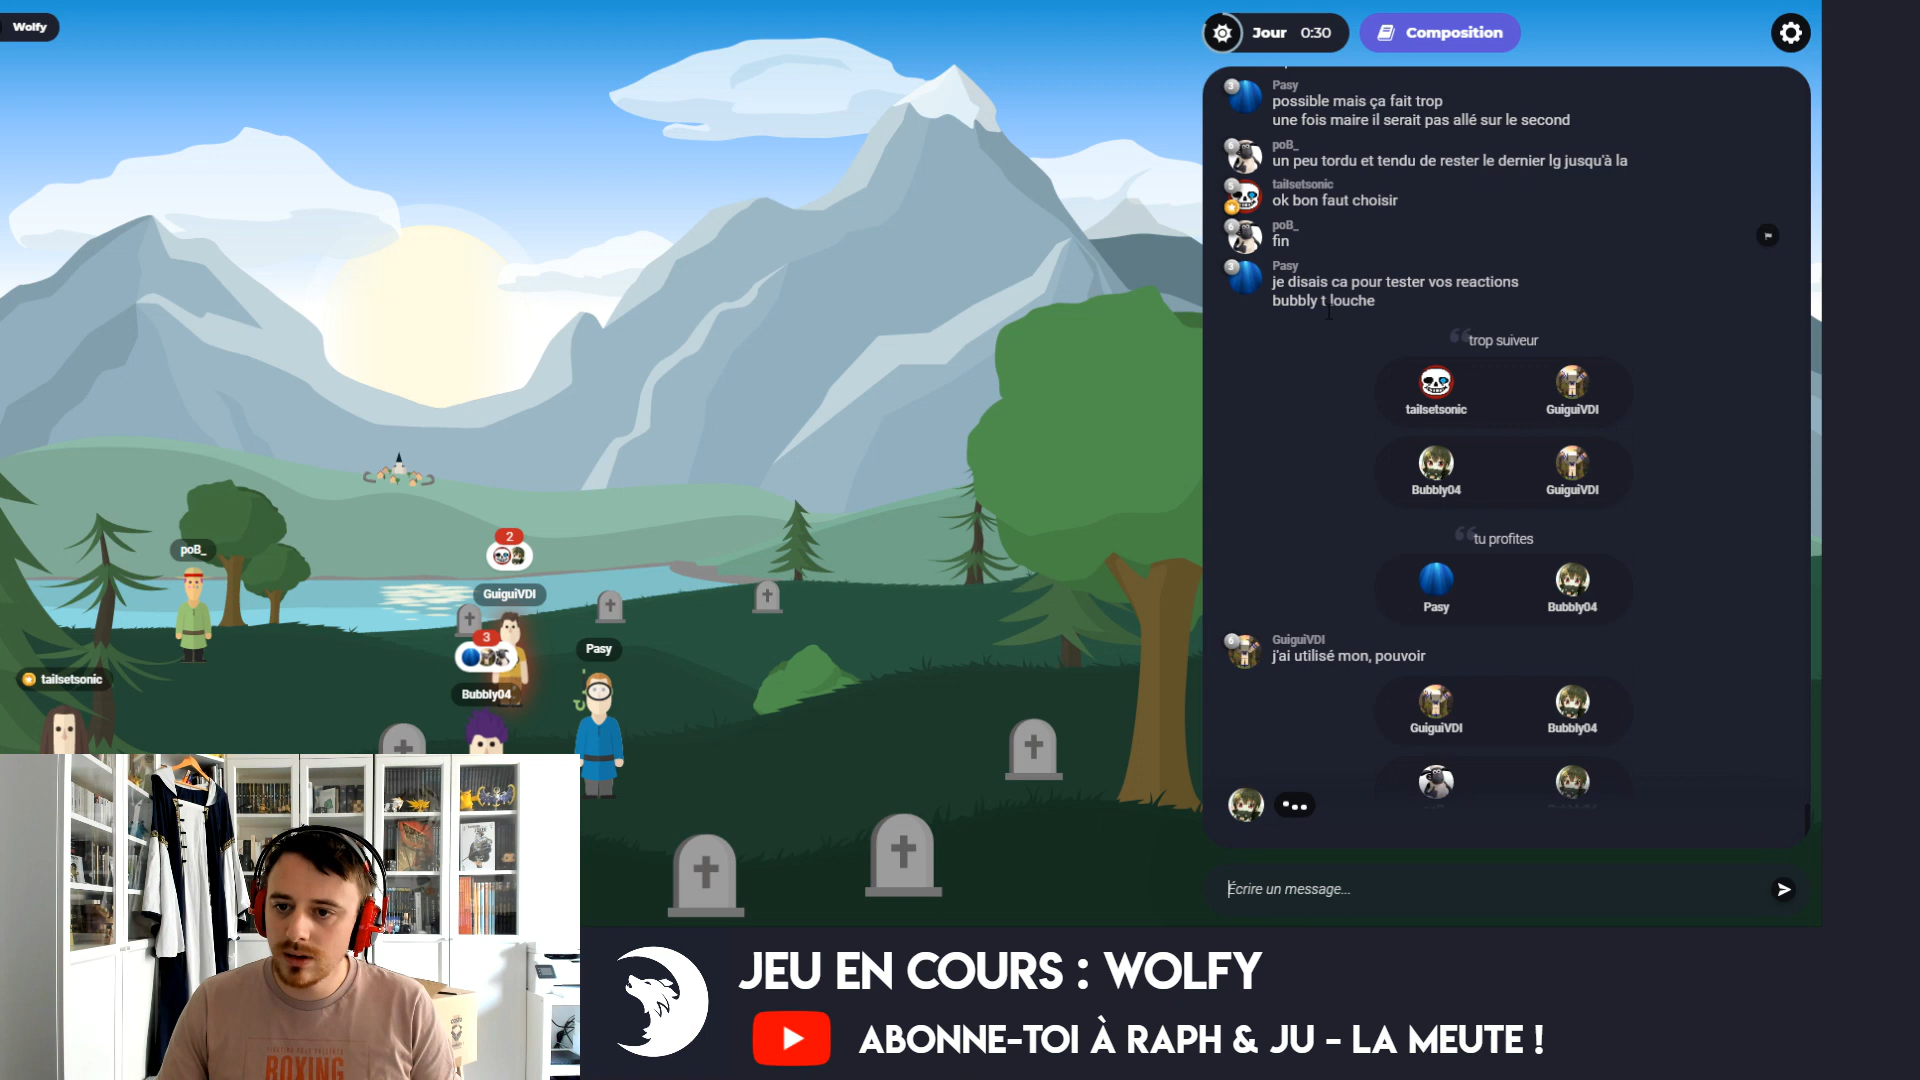 Wolfy
Jour 0:30
Composition
Pasy
possible mais ça fait trop
une fois maire il serait pas allé sur le second
poB_
un peu tordu et tendu de rester le dernier lg jusqu'à la
tailsetsonic
ok bon faut choisir
poB_
fin
Pasy
je disais ca pour tester vos reactions
bubbly t louche
trop suiveur
tailsetsonic GuiguiVDI
Bubbly04 GuiguiVDI
tu profites
Pasy Bubbly04
GuiguiVDI
j'ai utilisé mon, pouvoir
GuiguiVDI Bubbly04
Écrire un message...
poB_
2
GuiguiVDI
3
Bubbly04
Pasy
tailsetsonic
BOXING
JEU EN COURS : WOLFY
ABONNE-TOI À RAPH & JU - LA MEUTE !